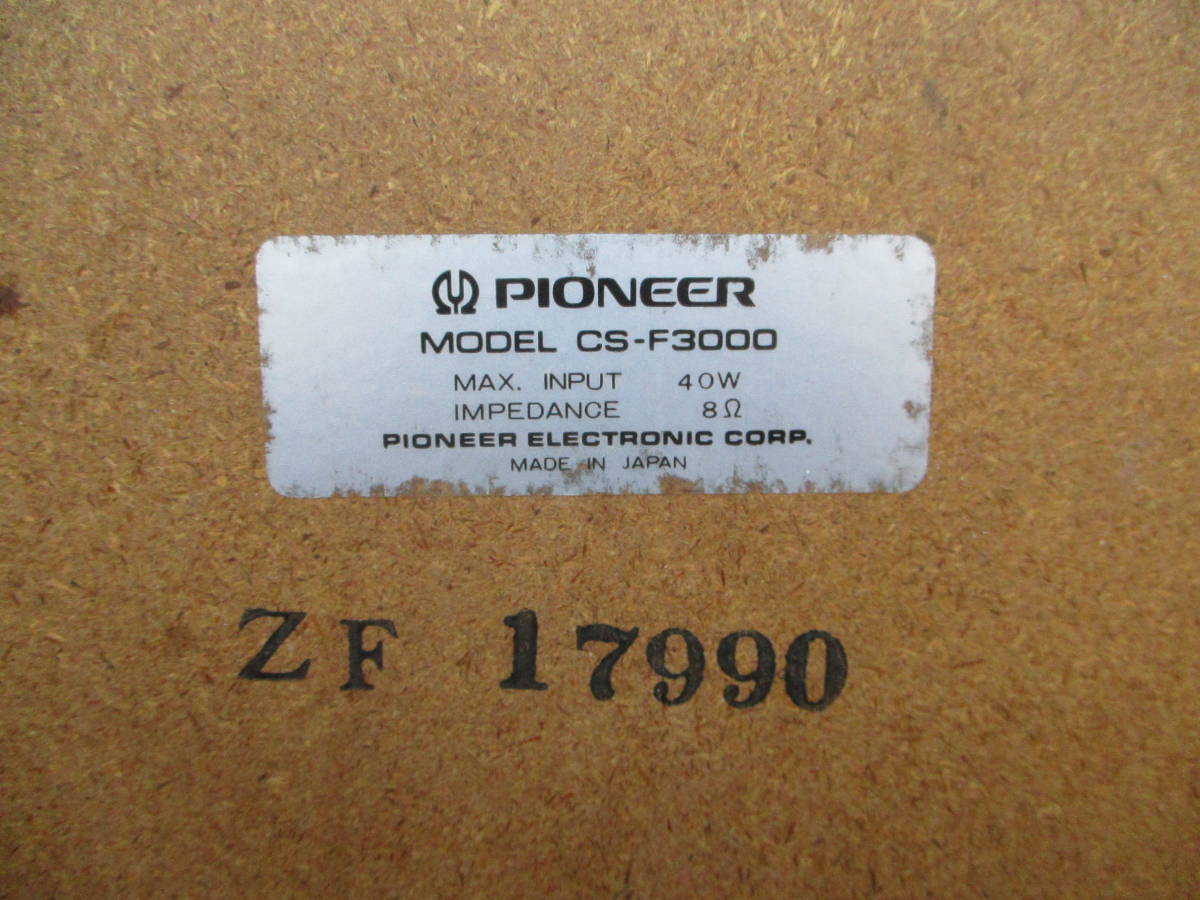 PIONEER
MODEL CS-F3000
MAX. INPUT 40W
IMPEDANCE 8Ω
PIONEER ELECTRONIC CORP.
MADE IN JAPAN
ZF 17990